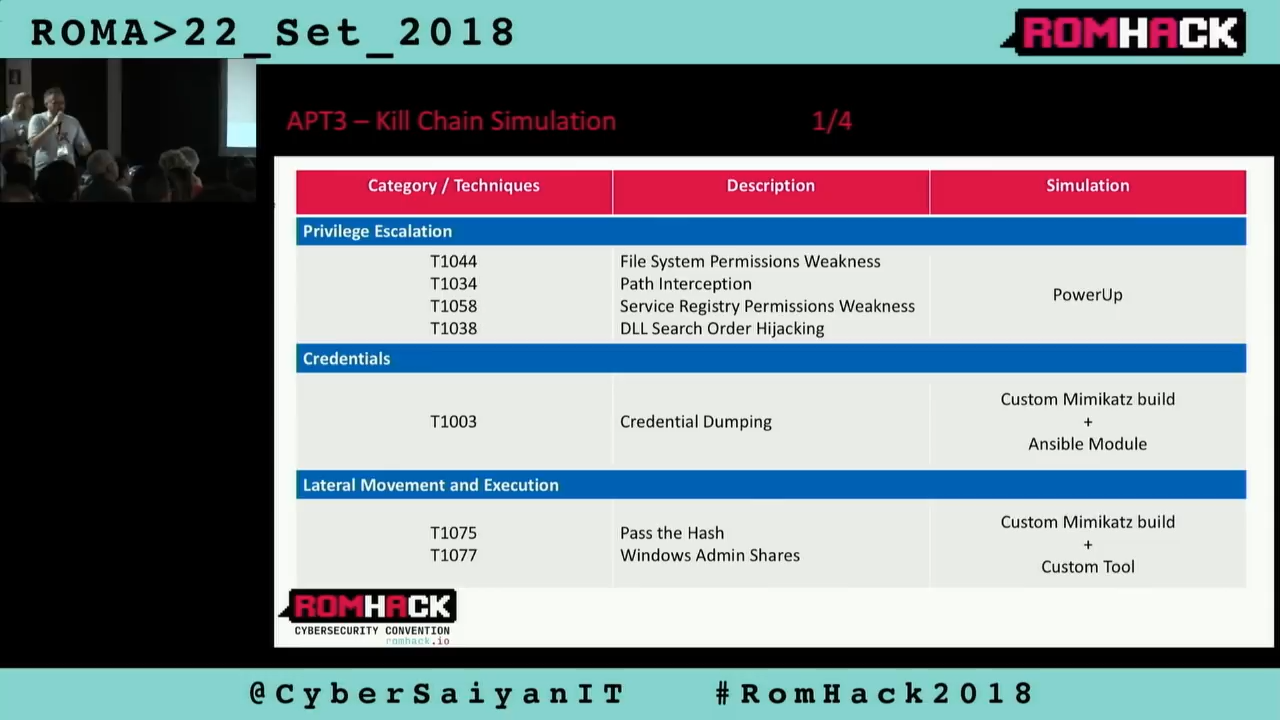 ROMA>22_Set_2018
ROMHACK
APT3 – Kill Chain Simulation 1/4
Category / Techniques Description Simulation
Privilege Escalation
T1044 File System Permissions Weakness
T1034 Path Interception
PowerUp
T1058 Service Registry Permissions Weakness
T1038 DLL Search Order Hijacking
Credentials
T1003 Credential Dumping
Custom Mimikatz build
+
Ansible Module
Lateral Movement and Execution
T1075 Pass the Hash
T1077 Windows Admin Shares
Custom Mimikatz build
+
Custom Tool
ROMHACK
CYBERSECURITY CONVENTION
romhack.io
@CyberSaiyanIT #RomHack2018